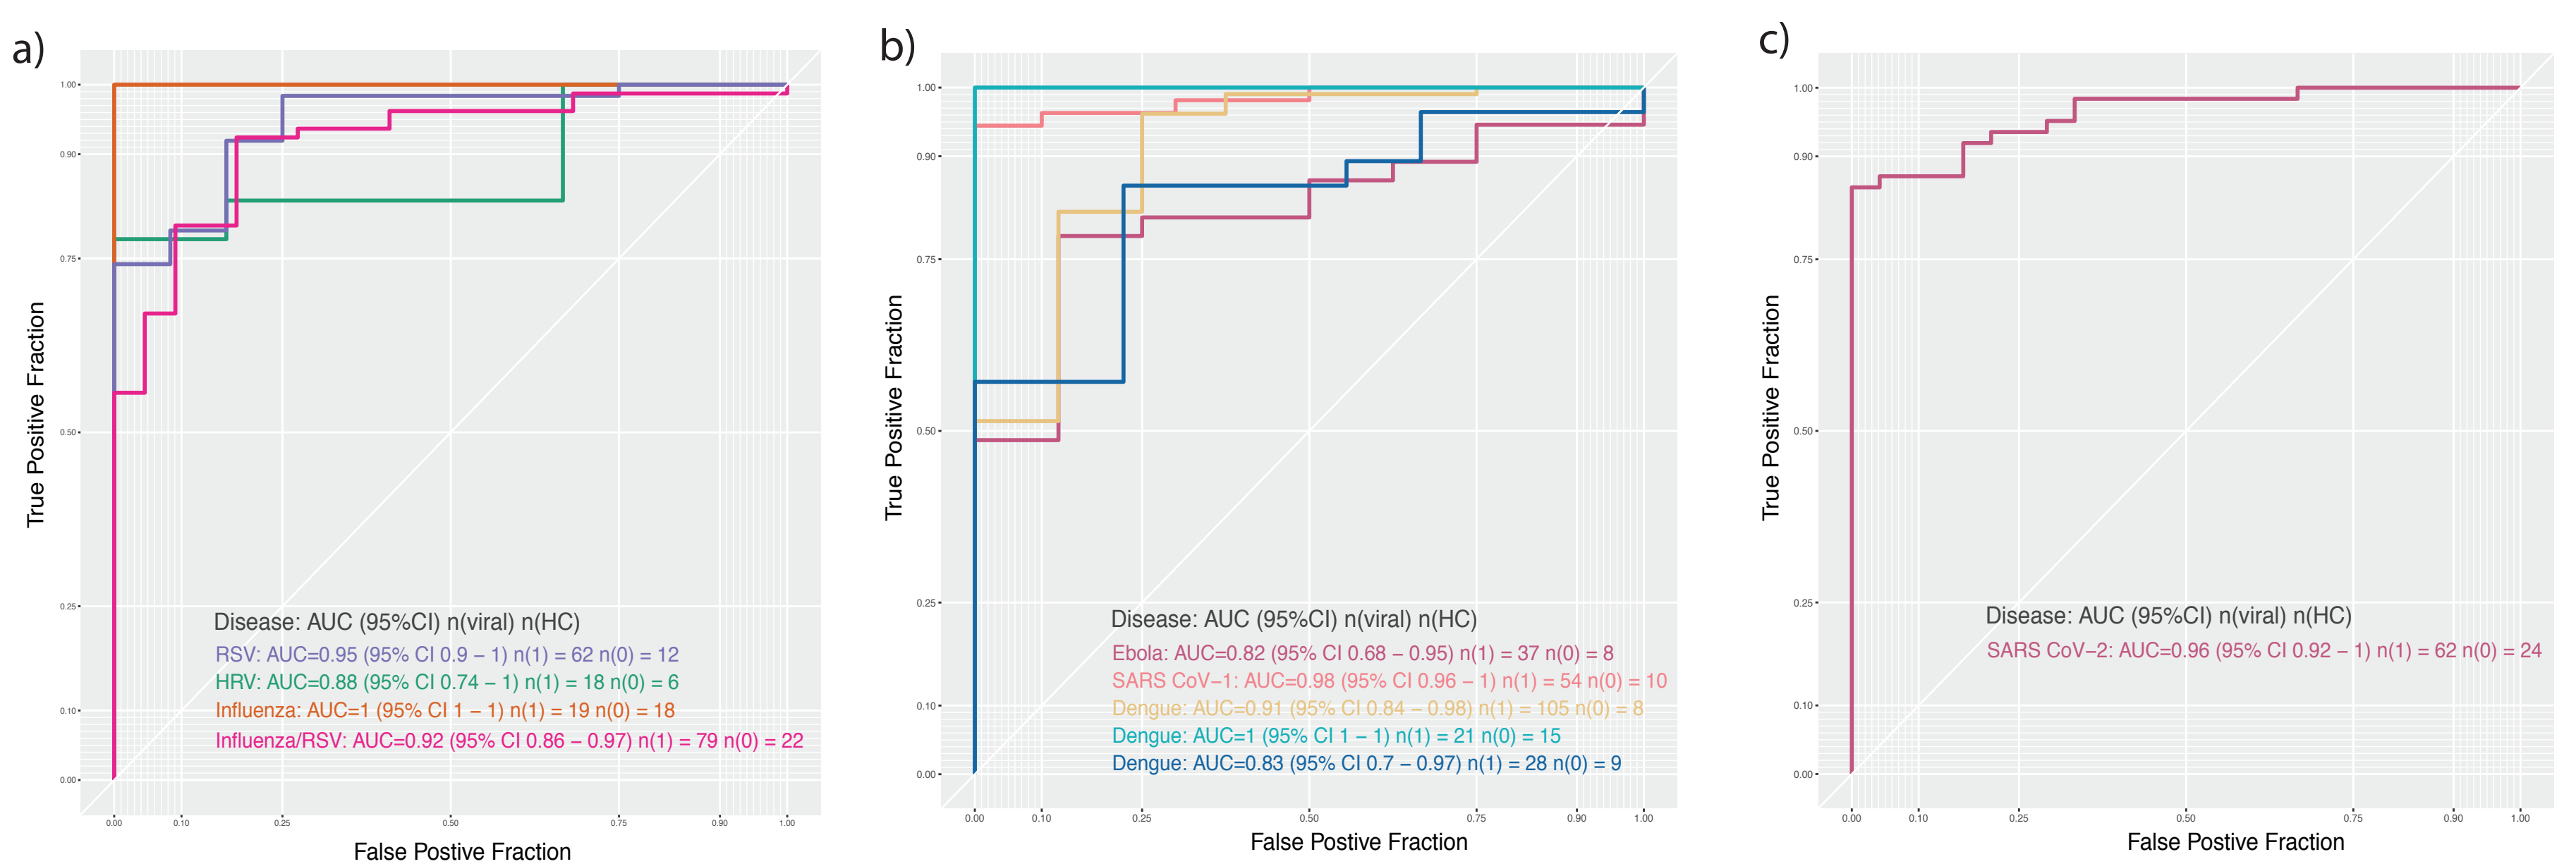 a)
1.00
0.90
0.75
0.50
0.25
0.10
0.00
True Positive Fraction
Disease: AUC (95%CI) n(viral) n(HC)
RSV: AUC=0.95 (95% CI 0.9 − 1) n(1) = 62 n(0) = 12
HRV: AUC=0.88 (95% CI 0.74 − 1) n(1) = 18 n(0) = 6
Influenza: AUC=1 (95% CI 1 − 1) n(1) = 19 n(0) = 18
Influenza/RSV: AUC=0.92 (95% CI 0.86 − 0.97) n(1) = 79 n(0) = 22
0.00 0.10 0.25 0.50 0.75 0.90 1.00
False Postive Fraction
b)
1.00
0.90
0.75
0.50
0.25
0.10
0.00
True Positive Fraction
Disease: AUC (95%CI) n(viral) n(HC)
Ebola: AUC=0.82 (95% CI 0.68 − 0.95) n(1) = 37 n(0) = 8
SARS CoV−1: AUC=0.98 (95% CI 0.96 − 1) n(1) = 54 n(0) = 10
Dengue: AUC=0.91 (95% CI 0.84 − 0.98) n(1) = 105 n(0) = 8
Dengue: AUC=1 (95% CI 1 − 1) n(1) = 21 n(0) = 15
Dengue: AUC=0.83 (95% CI 0.7 − 0.97) n(1) = 28 n(0) = 9
0.00 0.10 0.25 0.50 0.75 0.90 1.00
False Postive Fraction
c)
1.00
0.90
0.75
0.50
0.25
0.10
0.00
True Positive Fraction
Disease: AUC (95%CI) n(viral) n(HC)
SARS CoV−2: AUC=0.96 (95% CI 0.92 − 1) n(1) = 62 n(0) = 24
0.00 0.10 0.25 0.50 0.75 0.90 1.00
False Postive Fraction